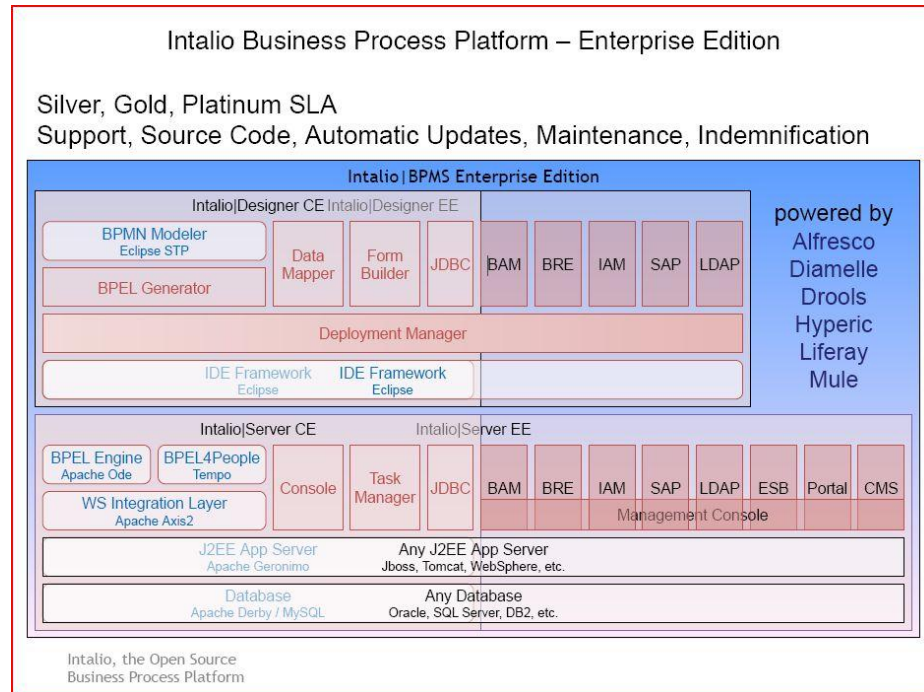 Intalio Business Process Platform – Enterprise Edition
Silver, Gold, Platinum SLA
Support, Source Code, Automatic Updates, Maintenance, Indemnification
Intalio|BPMS Enterprise Edition
Intalio|Designer CE Intalio|Designer EE
BPMN Modeler
Eclipse STP
BPEL Generator
Data
Mapper
Form
Builder
JDBC
BAM
BRE
IAM
SAP
LDAP
Deployment Manager
IDE Framework
Eclipse
IDE Framework
Eclipse
powered by
Alfresco
Diamelle
Drools
Hyperic
Liferay
Mule
Intalio|Server CE
Intalio|Server EE
BPEL Engine
Apache Ode
BPEL4People
Tempo
WS Integration Layer
Apache Axis2
Console
Task
Manager
JDBC
BAM
BRE
IAM
SAP
LDAP
ESB
Portal
CMS
Management Console
J2EE App Server
Apache Geronimo
Any J2EE App Server
Jboss, Tomcat, WebSphere, etc.
Database
Apache Derby / MySQL
Any Database
Oracle, SQL Server, DB2, etc.
Intalio, the Open Source
Business Process Platform